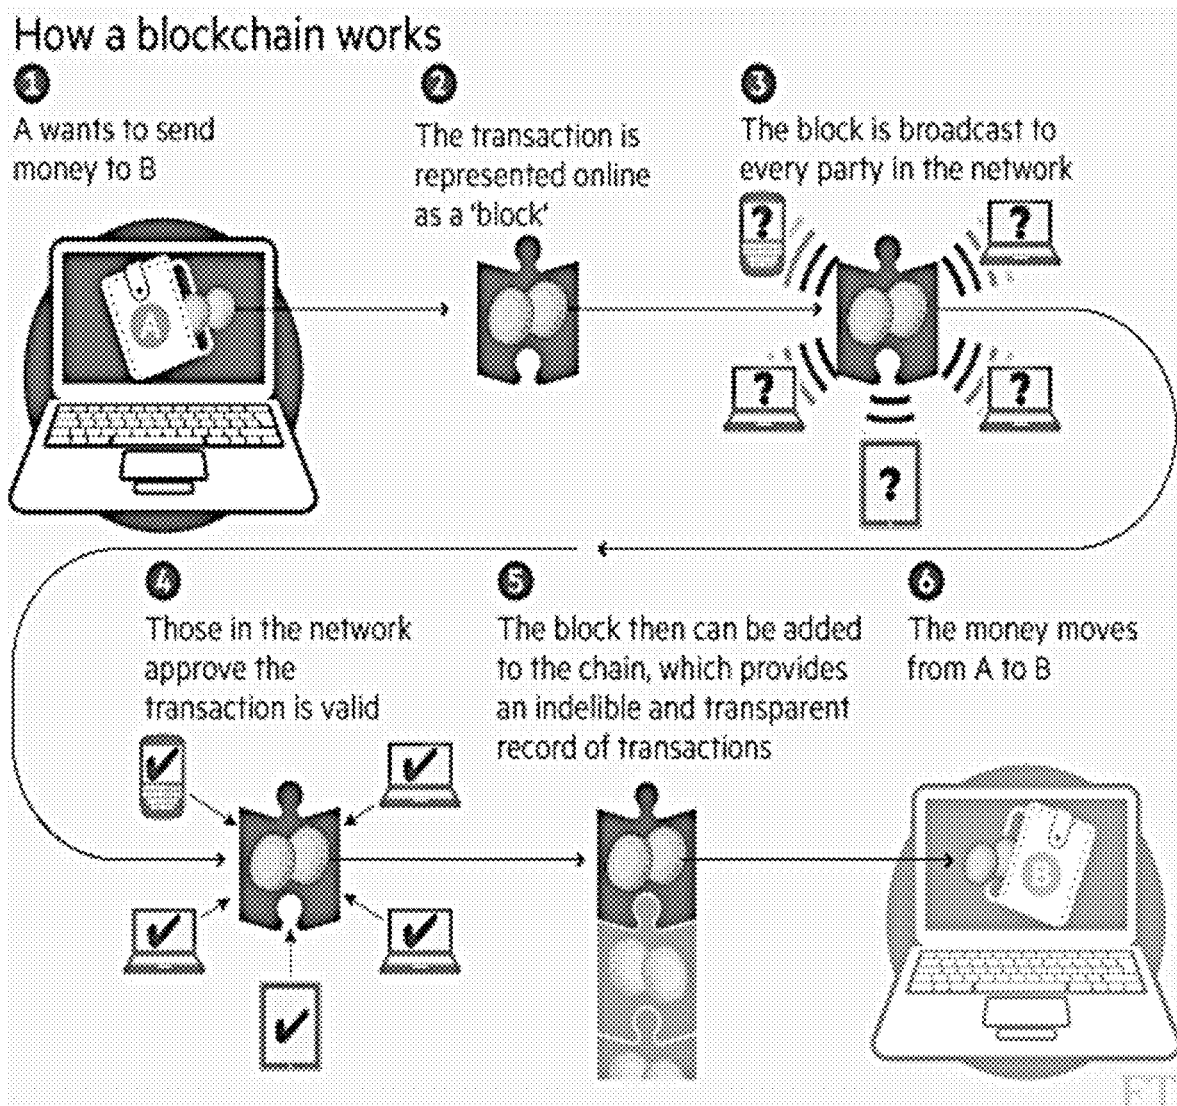 How a blockchain works
1
A wants to send
money to B
2
The transaction is
represented online
as a 'block'
3
The block is broadcast to
every party in the network
?
?
A
?
?
?
4
Those in the network
approve the
transaction is valid
5
The block then can be added
to the chain, which provides
an indelible and transparent
record of transactions
6
The money moves
from A to B
B